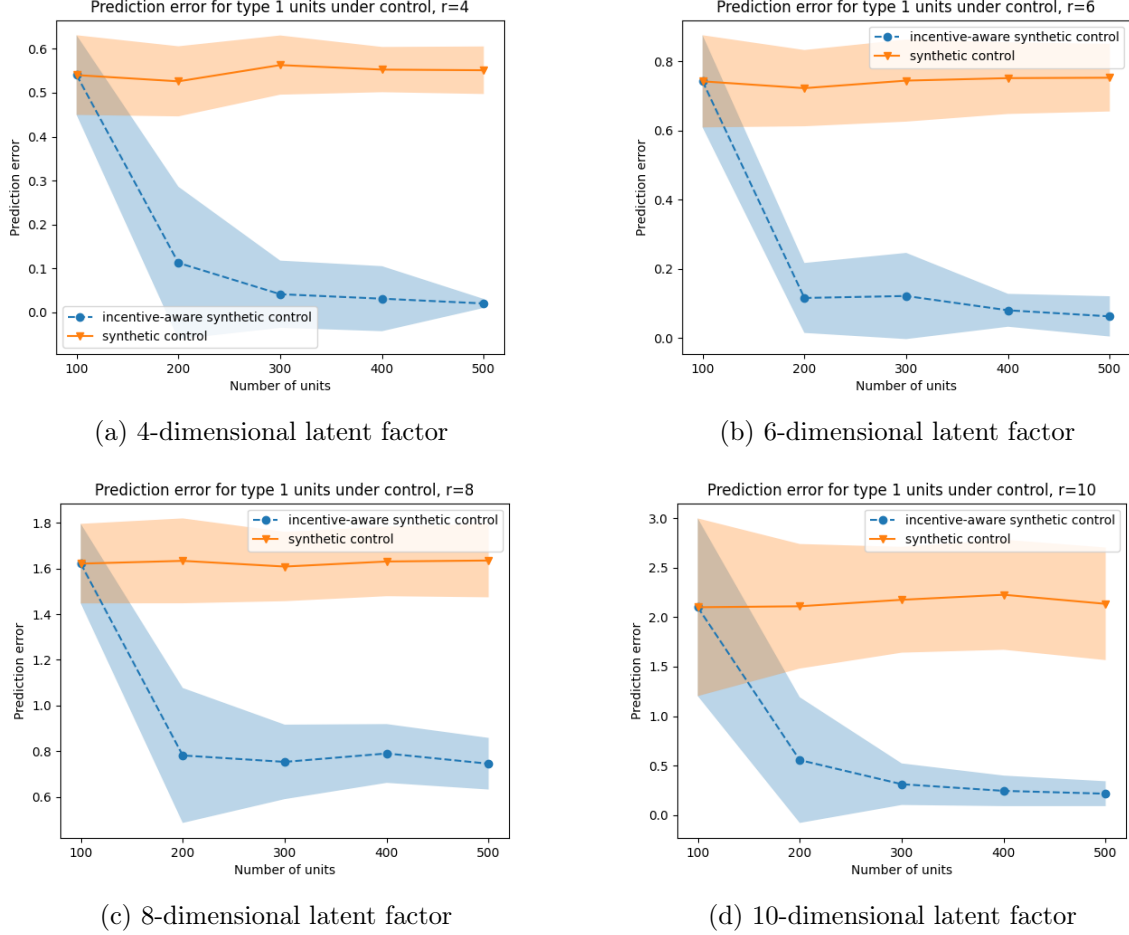 Prediction error for type 1 units under control, r=4
Prediction error
0.6
0.5
0.4
0.3
0.2
0.1
0.0
incentive-aware synthetic control
synthetic control
100 200 300 400 500
Number of units
(a) 4-dimensional latent factor
Prediction error for type 1 units under control, r=6
Prediction error
0.8
0.6
0.4
0.2
0.0
incentive-aware synthetic control
synthetic control
100 200 300 400 500
Number of units
(b) 6-dimensional latent factor
Prediction error for type 1 units under control, r=8
Prediction error
1.8
1.6
1.4
1.2
1.0
0.8
0.6
incentive-aware synthetic control
synthetic control
100 200 300 400 500
Number of units
(c) 8-dimensional latent factor
Prediction error for type 1 units under control, r=10
Prediction error
3.0
2.5
2.0
1.5
1.0
0.5
0.0
incentive-aware synthetic control
synthetic control
100 200 300 400 500
Number of units
(d) 10-dimensional latent factor